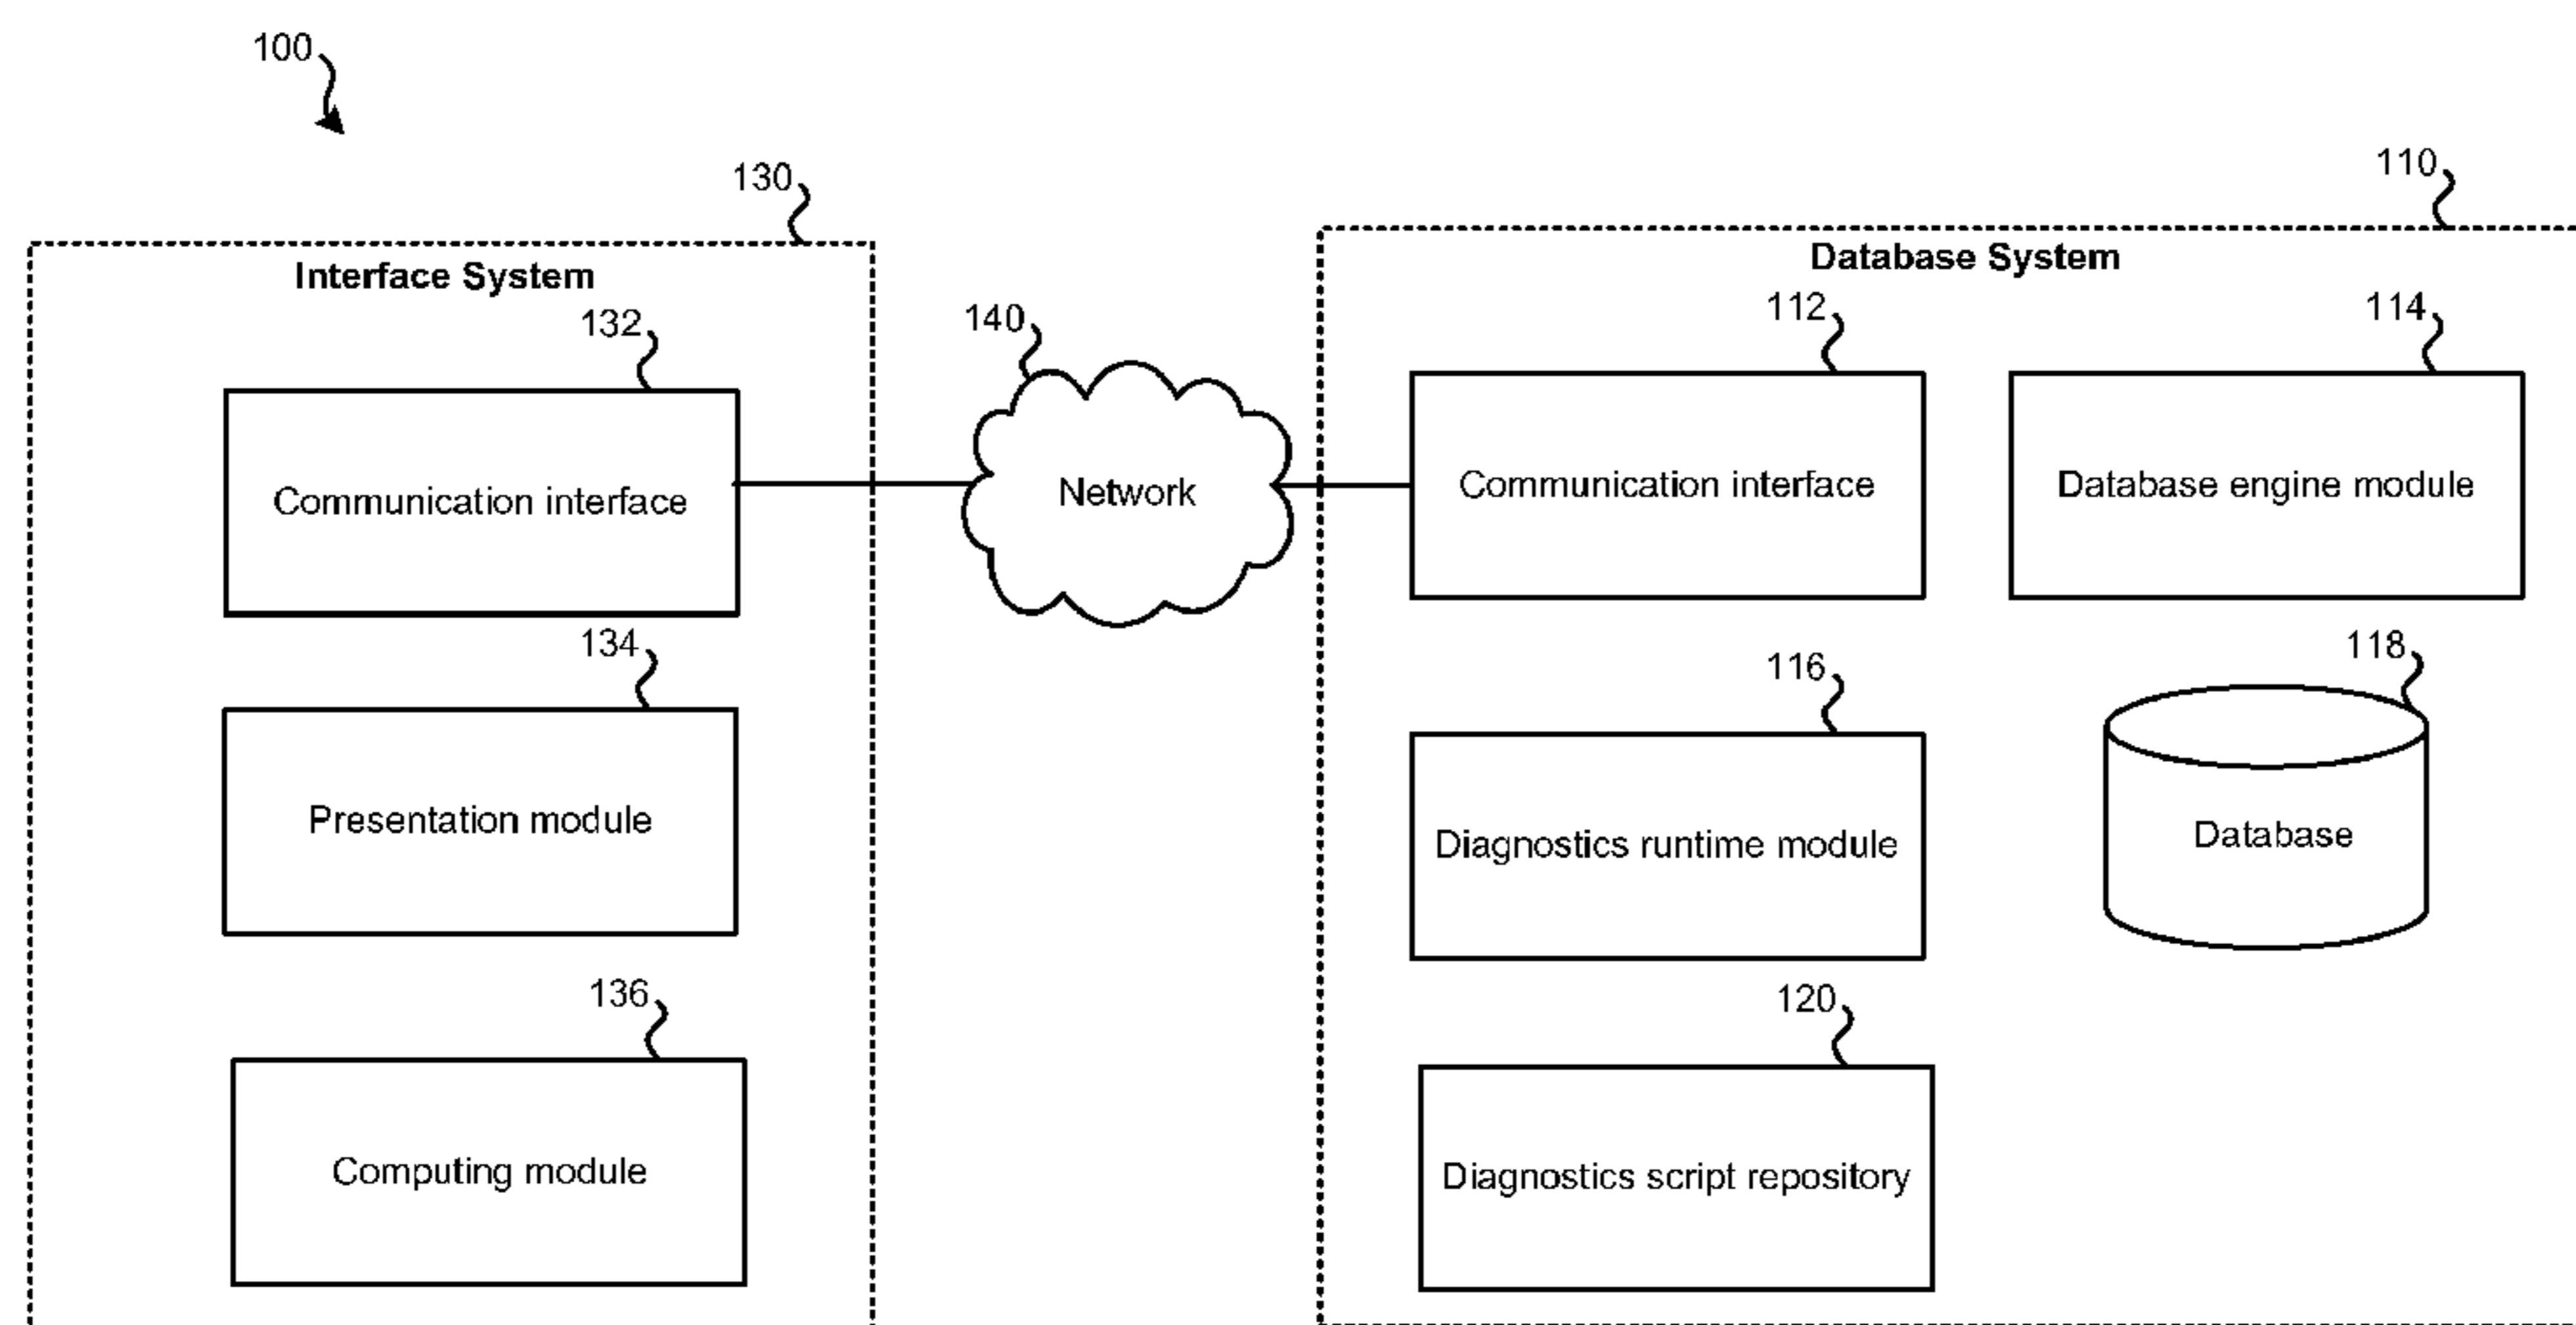 100
130
110
Interface System
Database System
132
140
112
114
Communication interface
Network
Communication interface
Database engine module
134
116
118
Presentation module
Diagnostics runtime module
Database
136
120
Computing module
Diagnostics script repository